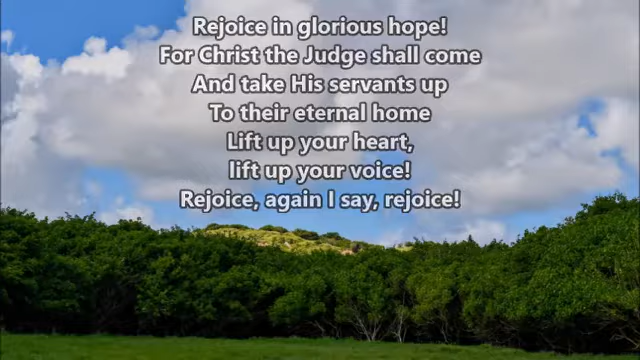 Rejoice in glorious hope!
For Christ the Judge shall come
And take His servants up
To their eternal home
Lift up your heart,
lift up your voice!
Rejoice, again I say, rejoice!